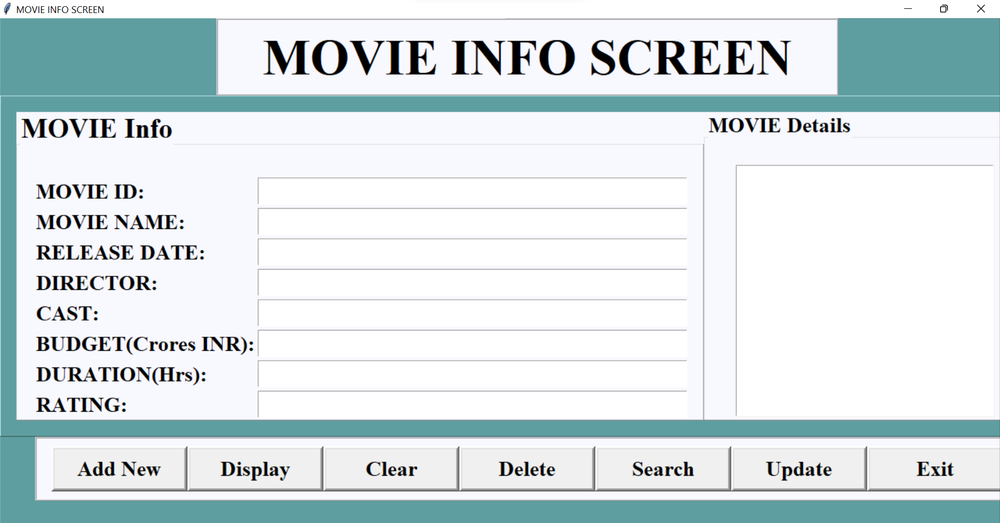 MOVIE INFO SCREEN
MOVIE INFO SCREEN
MOVIE Info
MOVIE Details
MOVIE ID:
MOVIE NAME:
RELEASE DATE:
DIRECTOR:
CAST:
BUDGET(Crores INR):
DURATION(Hrs):
RATING:
Add New Display Clear Delete Search Update Exit